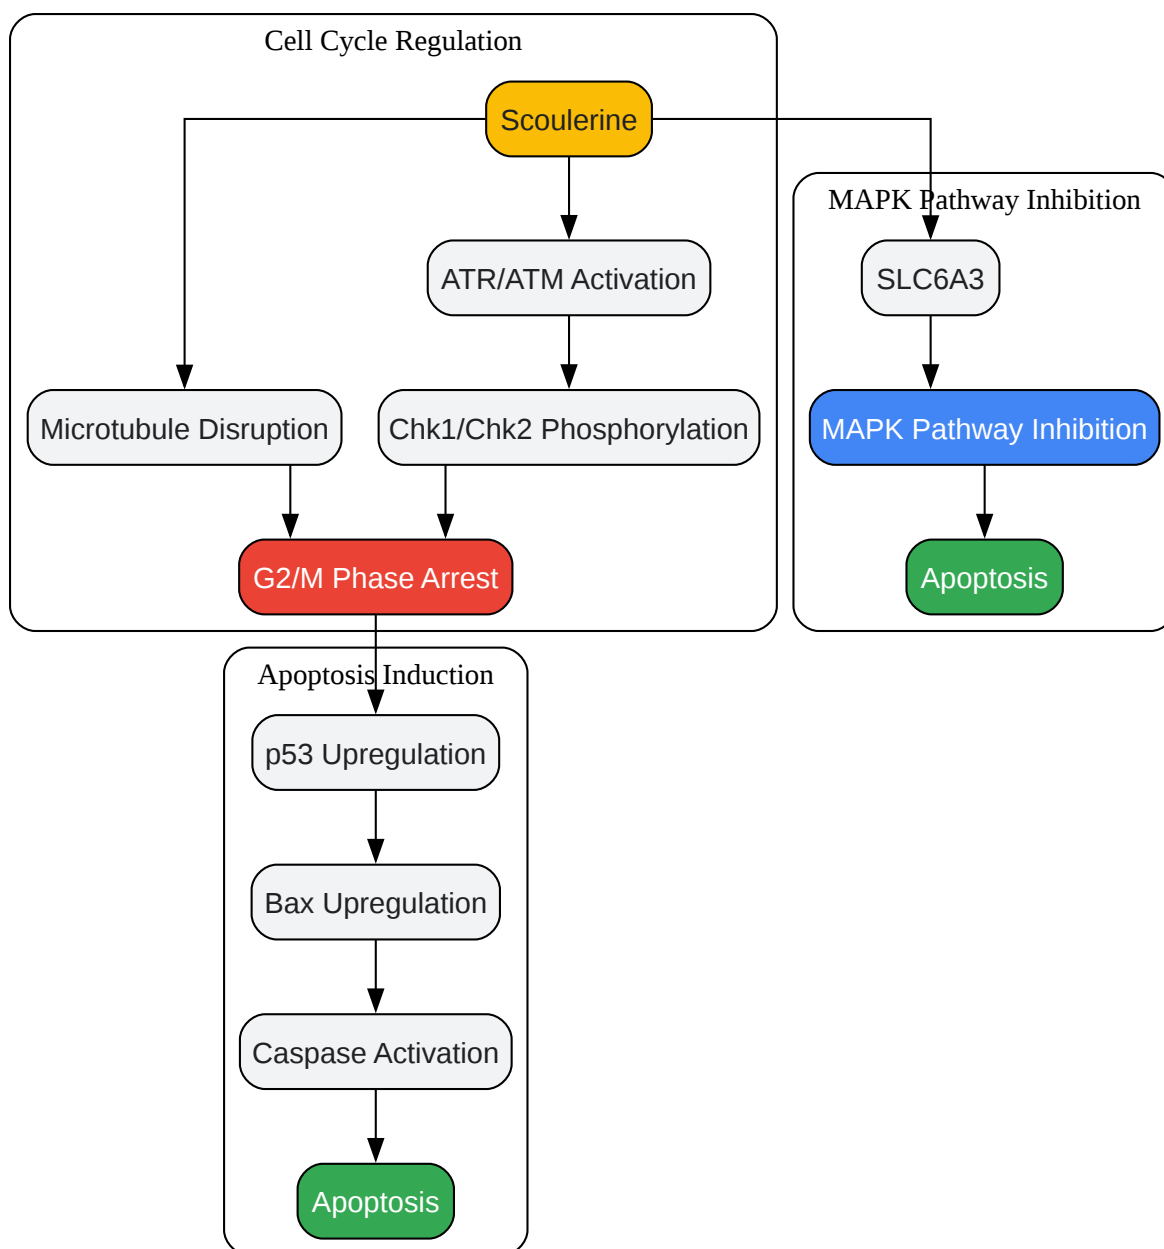 Cell Cycle Regulation
Scoulerine
MAPK Pathway Inhibition
ATR/ATM Activation
SLC6A3
Microtubule Disruption
Chk1/Chk2 Phosphorylation
MAPK Pathway Inhibition
G2/M Phase Arrest
Apoptosis
Apoptosis Induction
p53 Upregulation
Bax Upregulation
Caspase Activation
Apoptosis